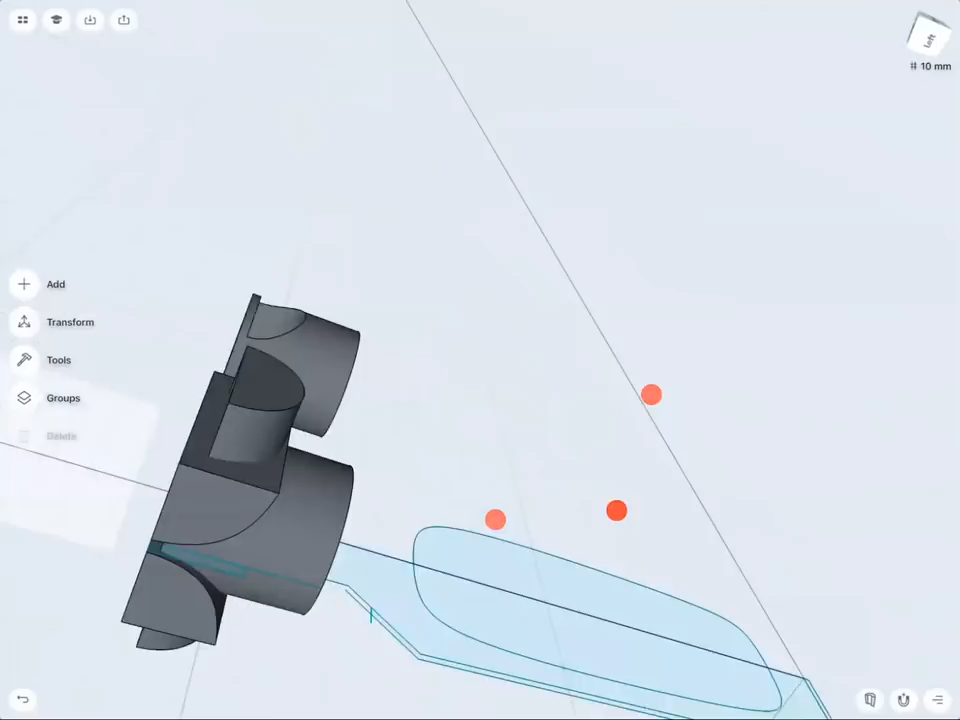 Left
# 10 mm
Add
Transform
Tools
Groups
Delete